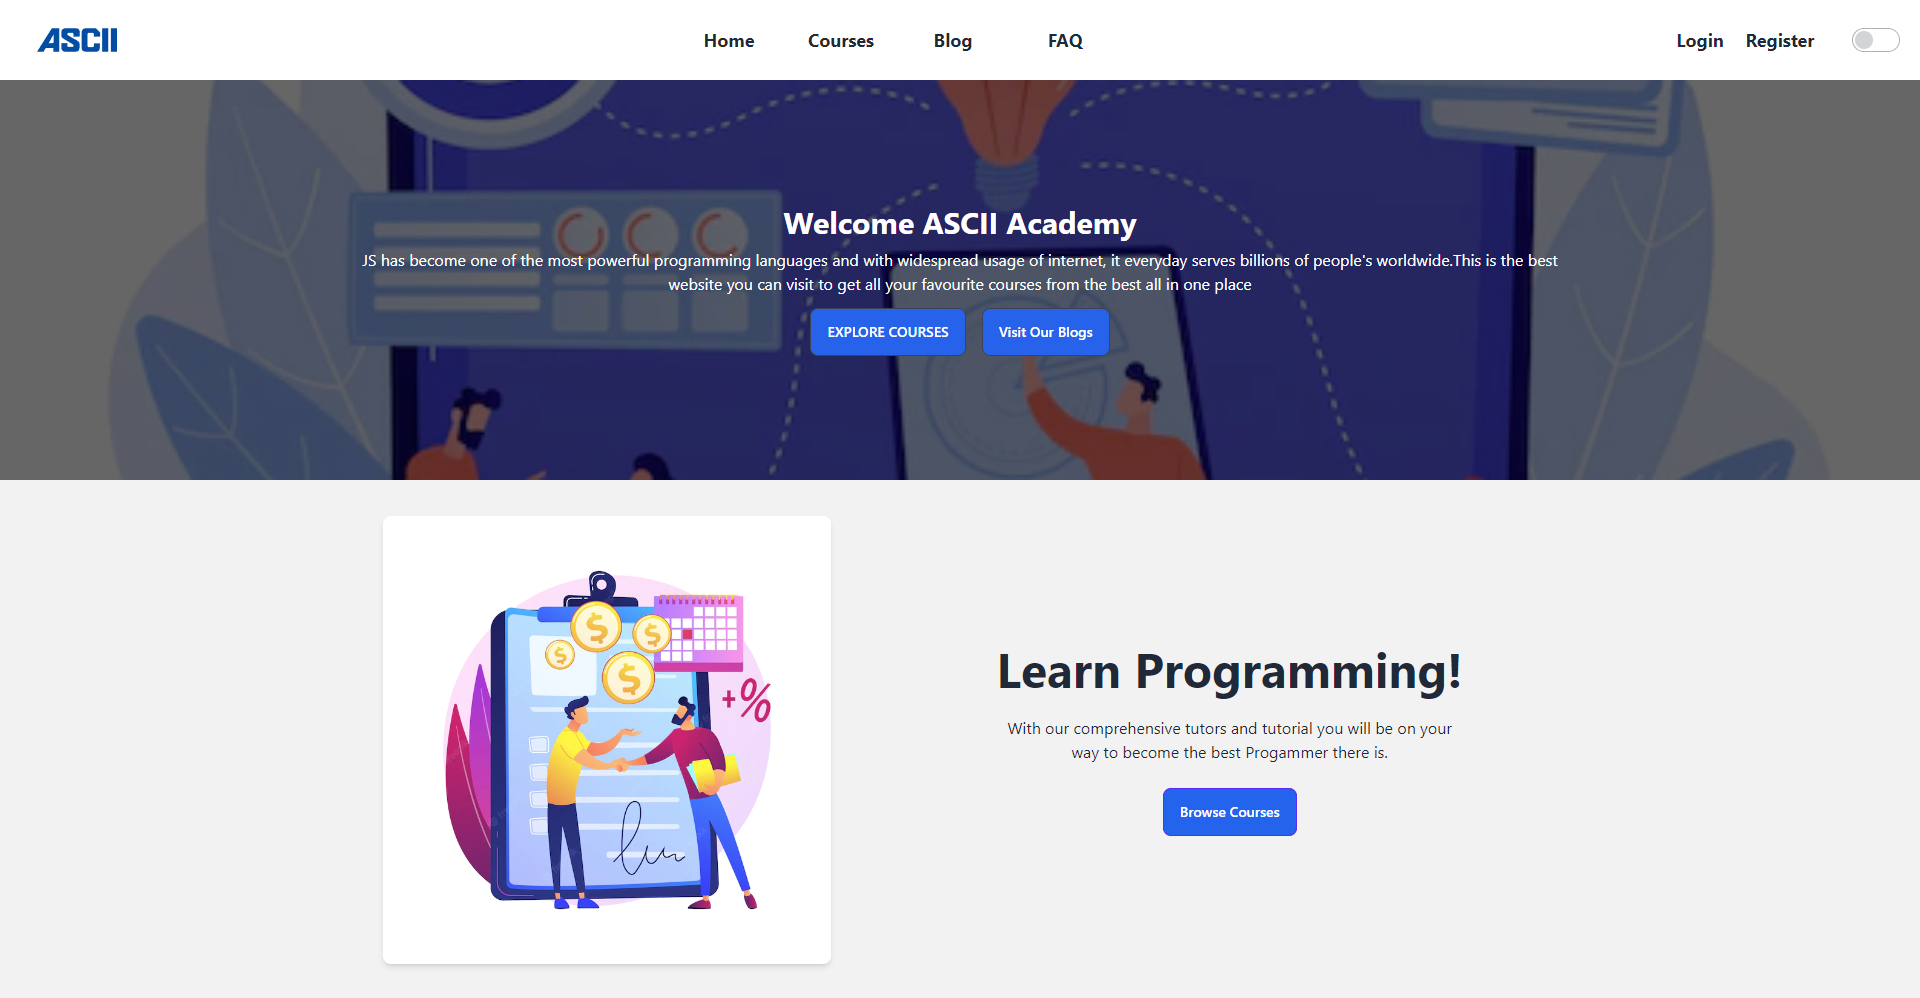 ASCII
Home Courses Blog FAQ
Login Register
Welcome ASCII Academy
JS has become one of the most powerful programming languages and with widespread usage of internet, it everyday serves billions of people's worldwide.This is the best
website you can visit to get all your favourite courses from the best all in one place
EXPLORE COURSES Visit Our Blogs
$ $ $ $
+%
Learn Programming!
With our comprehensive tutors and tutorial you will be on your
way to become the best Progammer there is.
Browse Courses